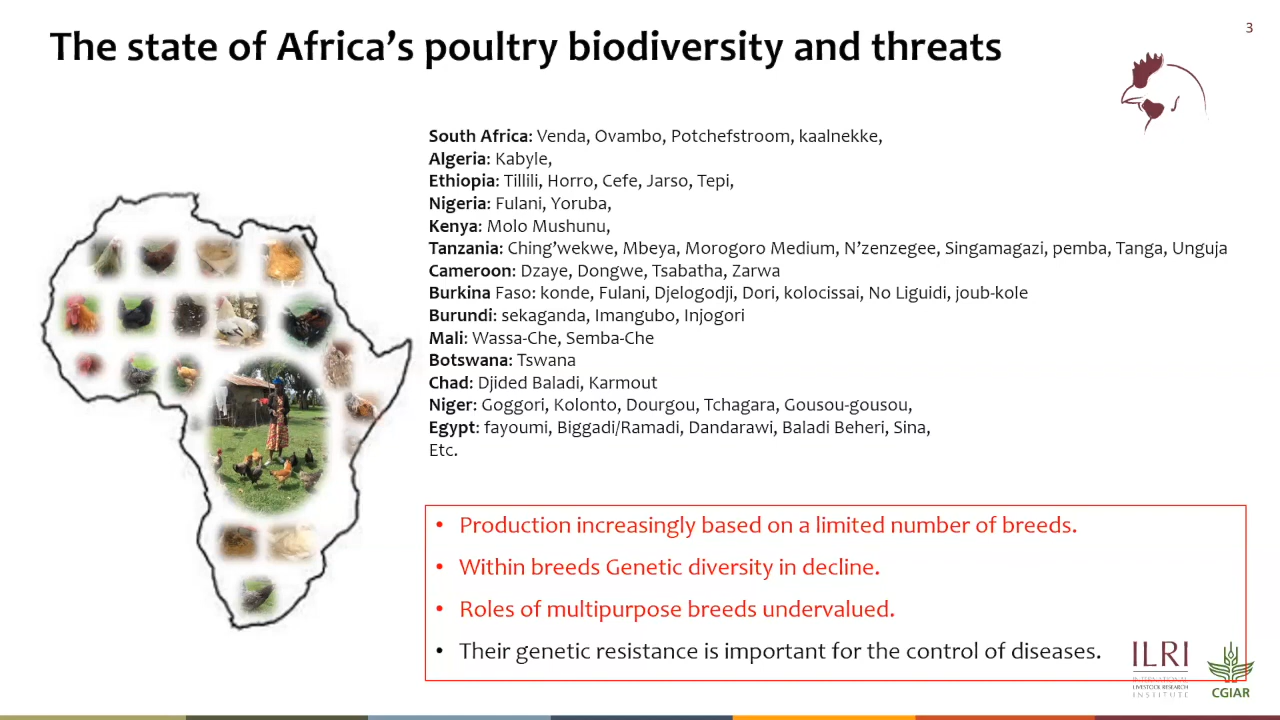 The state of Africa’s poultry biodiversity and threats
3
South Africa: Venda, Ovambo, Potchefstroom, kaalnekke,
Algeria: Kabyle,
Ethiopia: Tillili, Horro, Cefe, Jarso, Tepi,
Nigeria: Fulani, Yoruba,
Kenya: Molo Mushunu,
Tanzania: Ching’wekwe, Mbeya, Morogoro Medium, N’zenzegee, Singamagazi, pemba, Tanga, Unguja
Cameroon: Dzaye, Dongwe, Tsabatha, Zarwa
Burkina Faso: konde, Fulani, Djelogodji, Dori, kolocissai, No Liguidi, joub-kole
Burundi: sekaganda, Imangubo, Injogori
Mali: Wassa-Che, Semba-Che
Botswana: Tswana
Chad: Djided Baladi, Karmout
Niger: Goggori, Kolonto, Dourgou, Tchagara, Gousou-gousou,
Egypt: fayoumi, Biggadi/Ramadi, Dandarawi, Baladi Beheri, Sina,
Etc.
• Production increasingly based on a limited number of breeds.
• Within breeds Genetic diversity in decline.
• Roles of multipurpose breeds undervalued.
• Their genetic resistance is important for the control of diseases.
ILRI
INTERNATIONAL
LIVESTOCK RESEARCH
INSTITUTE
CGIAR